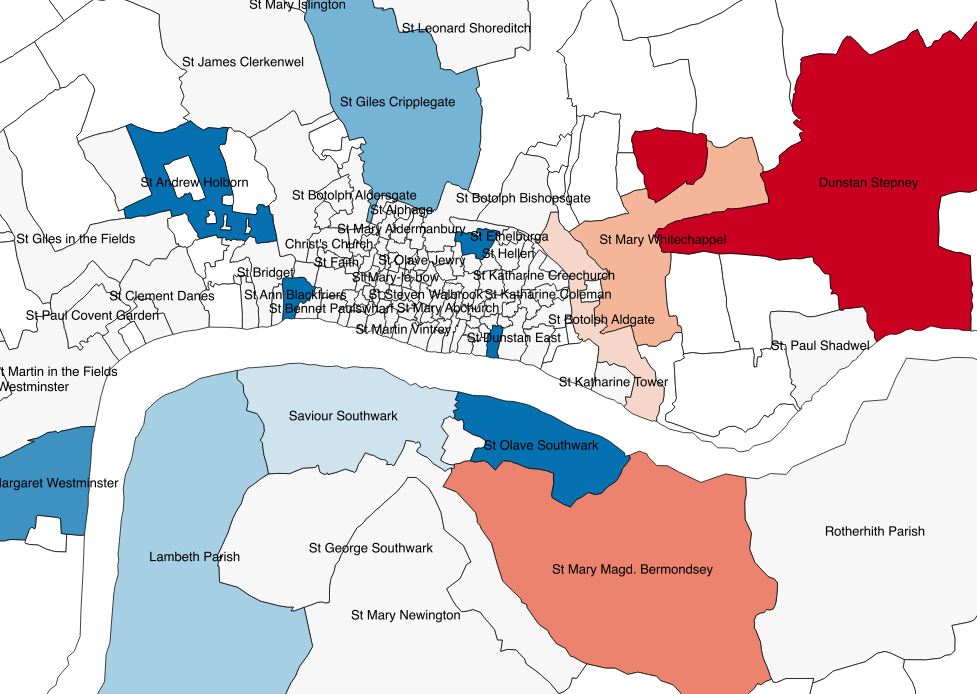 St Mary Islington
St Leonard Shoreditch
St James Clerkenwel
St Giles Cripplegate
St Andrew Holborn
Dunstan Stepney
St Botolph Aldersgate
St Botolph Bishopsgate
St Alphage
St Mary Aldermanbury
St Ethelburga
St Giles in the Fields
Christ's Church
St Mary Whitechappel
St Hellen
St Faith
St Olave Jewry
St Bridget
St Mary-le-bow
St Katharine Creechurch
St Clement Danes
St Ann Blackfriers
St Steven Walbrook
St Katharine Coleman
St Bennet Paulswharf
St Mary Abchurch
St Paul Covent Garden
St Botolph Aldgate
St Martin Vintrey
St Dunstan East
St. Paul Shadwel
t Martin in the Fields
Westminster
St Katharine Tower
Saviour Southwark
St Olave Southwark
Margaret Westminster
Rotherhith Parish
St George Southwark
Lambeth Parish
St Mary Magd. Bermondsey
St Mary Newington